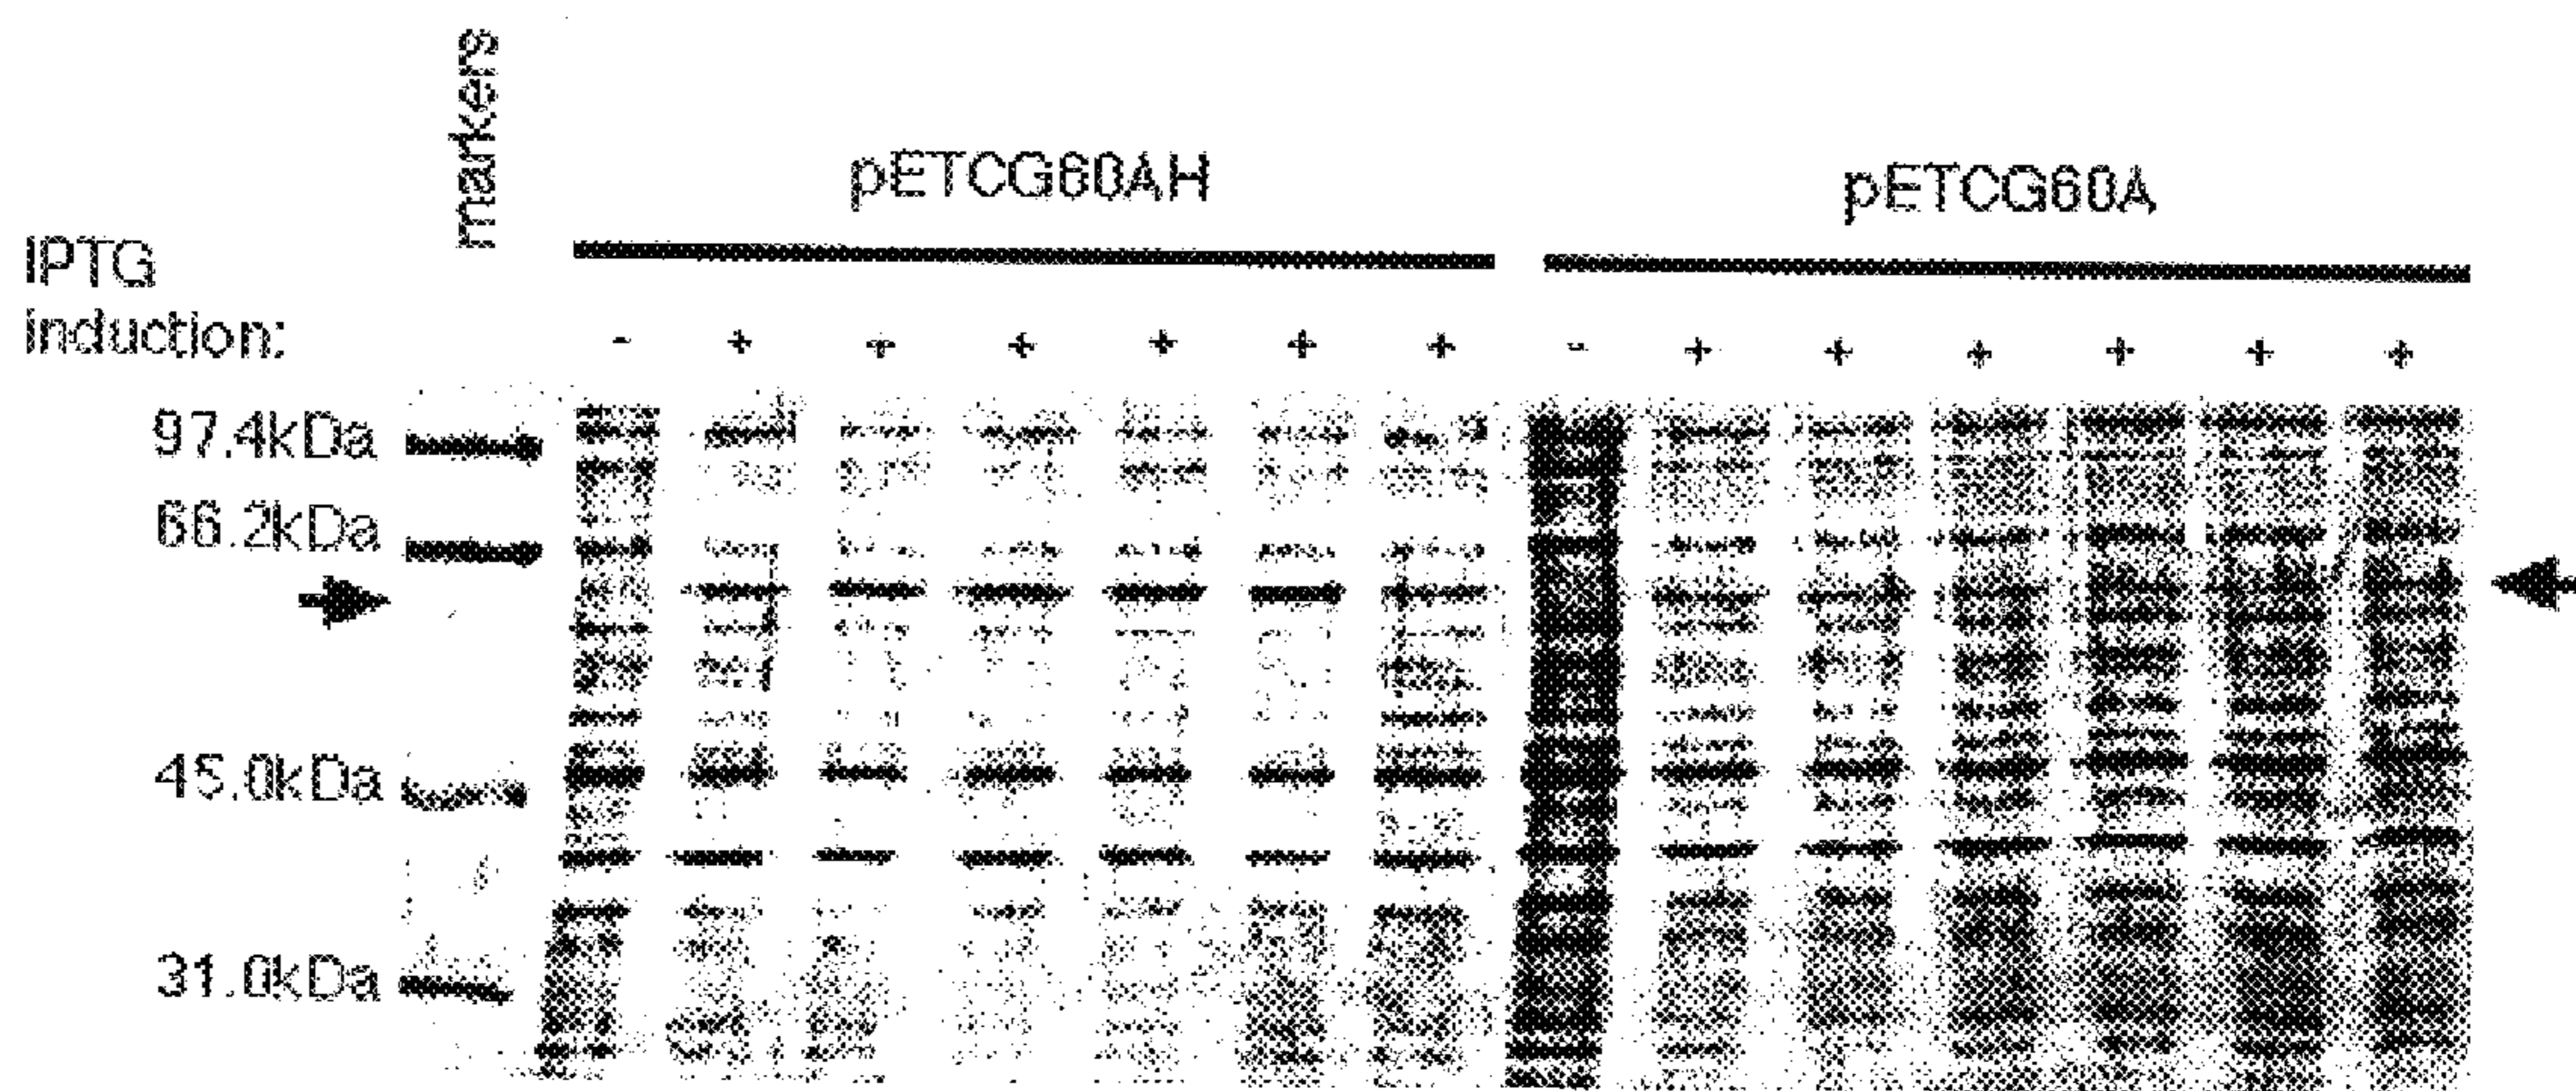 markers
pETCG60AH
pETCG60A
IPTG
induction:
- + + + + + + - + + + + + +
97.4kDa
66.2kDa
45.0kDa
31.0kDa